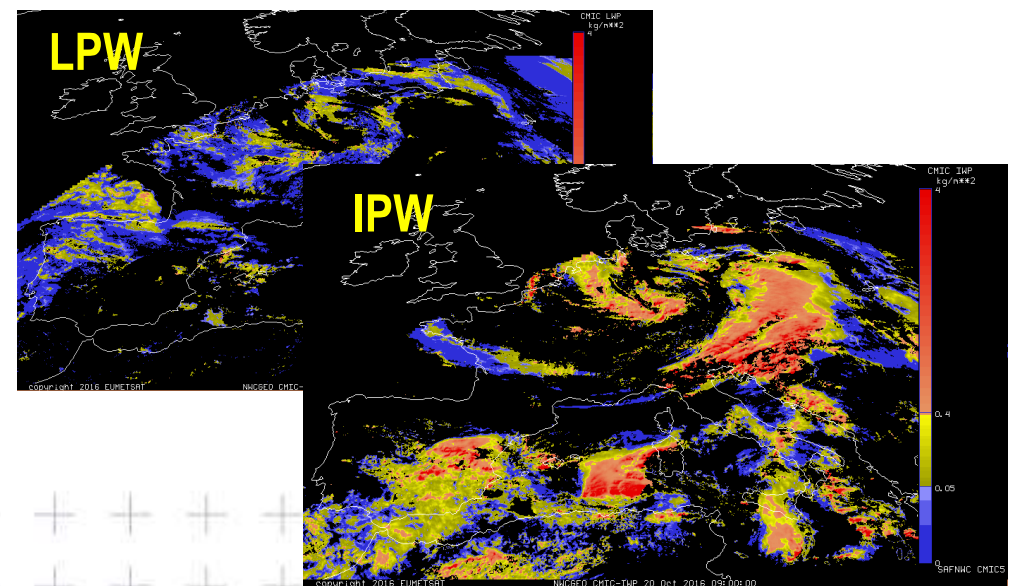 CMIC LWP
kg/m**2
4
LPW
copyright 2016 EUMETSAT
NWCGEO CMIC-
CMIC IWP
kg/m**2
4
IPW
0.4
0.05
0
SAFNWC CMIC5
copyright 2016 EUMETSAT
NWCGEO CMIC-IWP 20 Oct 2016 09:00:00